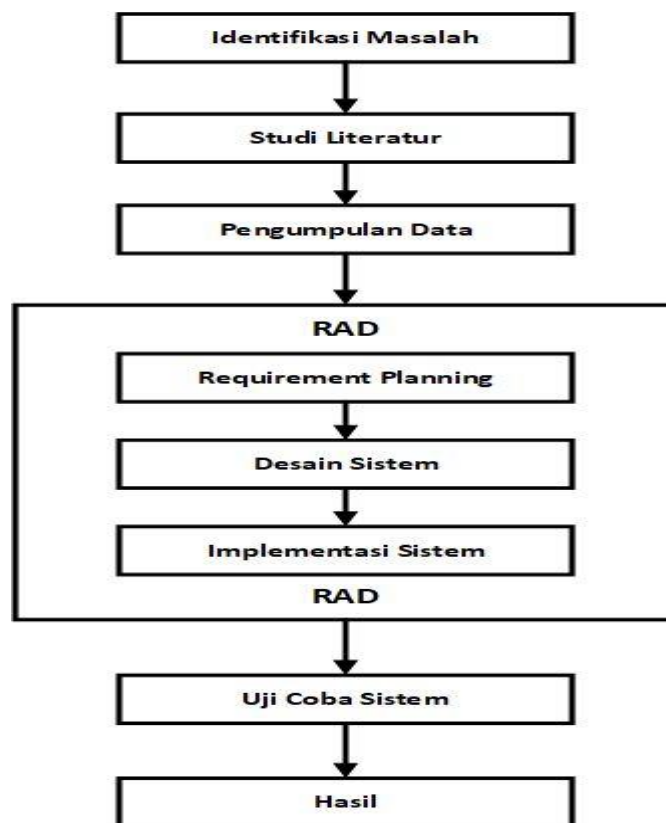 Identifikasi Masalah
Studi Literatur
Pengumpulan Data
RAD
Requirement Planning
Desain Sistem
Implementasi Sistem
RAD
Uji Coba Sistem
Hasil